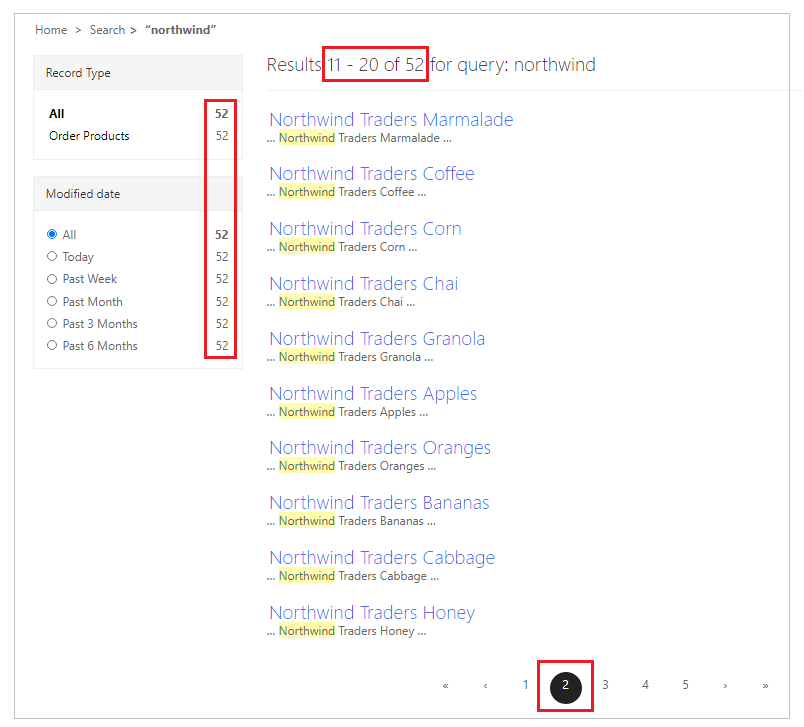 Home > Search > “northwind”
Record Type
All 52
Order Products 52
Modified date
All 52
Today 52
Past Week 52
Past Month 52
Past 3 Months 52
Past 6 Months 52
Results 11 - 20 of 52 for query: northwind
Northwind Traders Marmalade
... Northwind Traders Marmalade ...
Northwind Traders Coffee
... Northwind Traders Coffee ...
Northwind Traders Corn
... Northwind Traders Corn ...
Northwind Traders Chai
... Northwind Traders Chai ...
Northwind Traders Granola
... Northwind Traders Granola ...
Northwind Traders Apples
... Northwind Traders Apples ...
Northwind Traders Oranges
... Northwind Traders Oranges ...
Northwind Traders Bananas
... Northwind Traders Bananas ...
Northwind Traders Cabbage
... Northwind Traders Cabbage ...
Northwind Traders Honey
... Northwind Traders Honey ...
« ‹ 1 2 3 4 5 › »